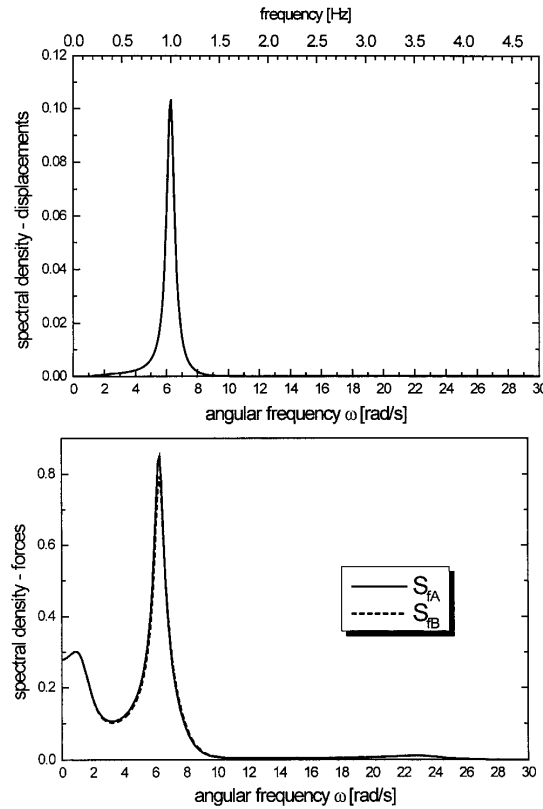 frequency [Hz]
0.0 0.5 1.0 1.5 2.0 2.5 3.0 3.5 4.0 4.5
0.12
0.10
0.08
0.06
0.04
0.02
0.00
spectral density - displacements
0 2 4 6 8 10 12 14 16 18 20 22 24 26 28 30
angular frequency ω [rad/s]
0.8
0.6
0.4
0.2
0.0
spectral density - forces
S_fA
S_fB
0 2 4 6 8 10 12 14 16 18 20 22 24 26 28 30
angular frequency ω [rad/s]